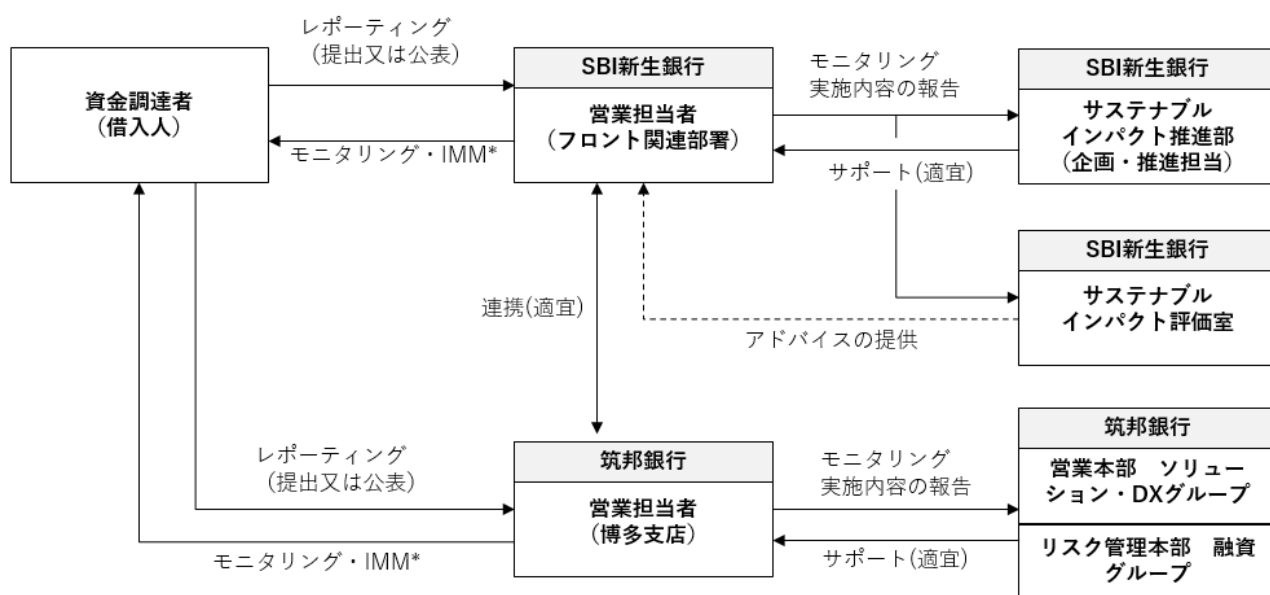 レポーティング
(提出又は公表)
資金調達者
(借入人)
モニタリング・IMM*
SBI新生銀行
営業担当者
(フロント関連部署)
モニタリング
実施内容の報告
サポート(適宜)
SBI新生銀行
サステナブル
インパクト推進部
(企画・推進担当)
SBI新生銀行
サステナブル
インパクト評価室
アドバイスの提供
連携(適宜)
レポーティング
(提出又は公表)
モニタリング・IMM*
筑邦銀行
営業担当者
(博多支店)
モニタリング
実施内容の報告
サポート(適宜)
筑邦銀行
営業本部　ソリュー
ション・DXグループ
リスク管理本部　融資
グループ